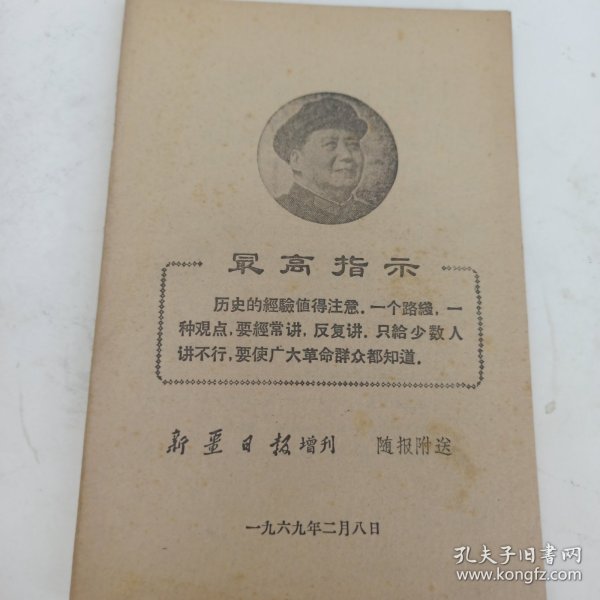 最高指示
历史的經驗值得注意．一个路綫，一
种观点，要經常讲，反复讲．只給少数人
讲不行，要使广大革命群众都知道．
新疆日报增刊 随报附送
一九六九年二月八日
孔夫子旧书网
www.kongfz.com